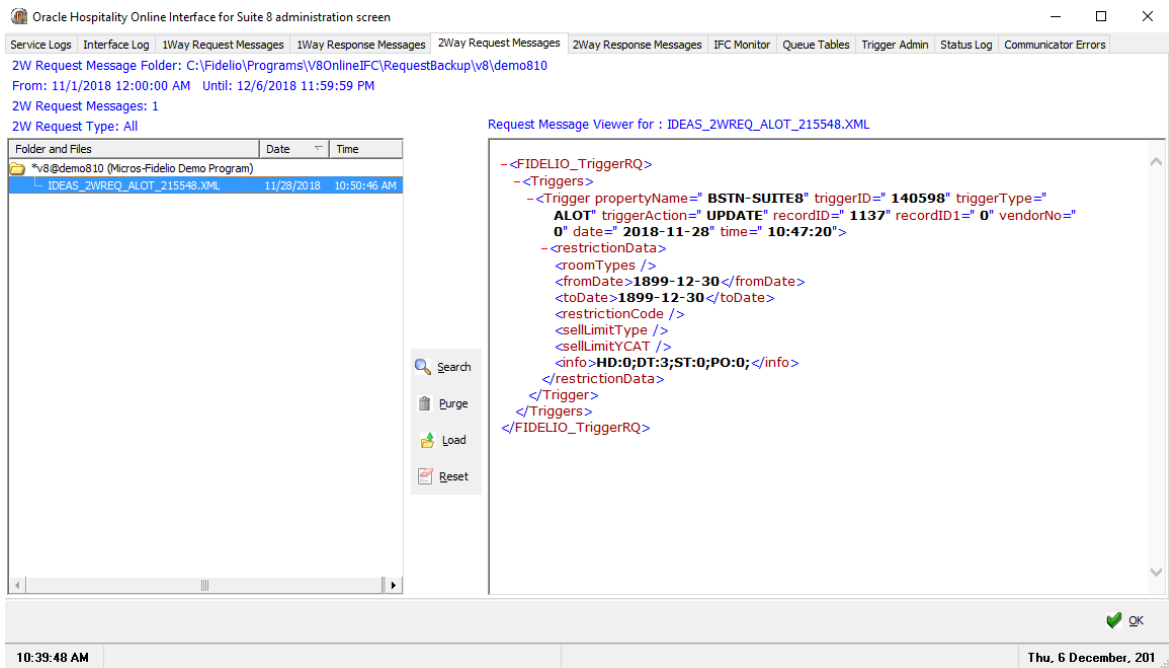 Oracle Hospitality Online Interface for Suite 8 administration screen
Service Logs Interface Log 1Way Request Messages 1Way Response Messages 2Way Request Messages 2Way Response Messages IFC Monitor Queue Tables Trigger Admin Status Log Communicator Errors
2W Request Message Folder: C:\Fidelio\Programs\V8OnlineIFC\RequestBackup\v8\demo810
From: 11/1/2018 12:00:00 AM Until: 12/6/2018 11:59:59 PM
2W Request Messages: 1
2W Request Type: All
Folder and Files Date Time
*v8@demo810 (Micros-Fidelio Demo Program)
IDEAS_2WREQ_ALOT_215548.XML 11/28/2018 10:50:46 AM
Search
Purge
Load
Reset
Request Message Viewer for : IDEAS_2WREQ_ALOT_215548.XML
-<FIDELIO_TriggerRQ>
-<Triggers>
-<Trigger propertyName=" BSTN-SUITE8" triggerID=" 140598" triggerType="
ALOT" triggerAction=" UPDATE" recordID=" 1137" recordID1=" 0" vendorNo="
0" date=" 2018-11-28" time=" 10:47:20">
-<restrictionData>
<roomTypes />
<fromDate>1899-12-30</fromDate>
<toDate>1899-12-30</toDate>
<restrictionCode />
<sellLimitType />
<sellLimitYCAT />
<info>HD:0;DT:3;ST:0;PO:0;</info>
</restrictionData>
</Trigger>
</Triggers>
</FIDELIO_TriggerRQ>
OK
10:39:48 AM
Thu, 6 December, 201